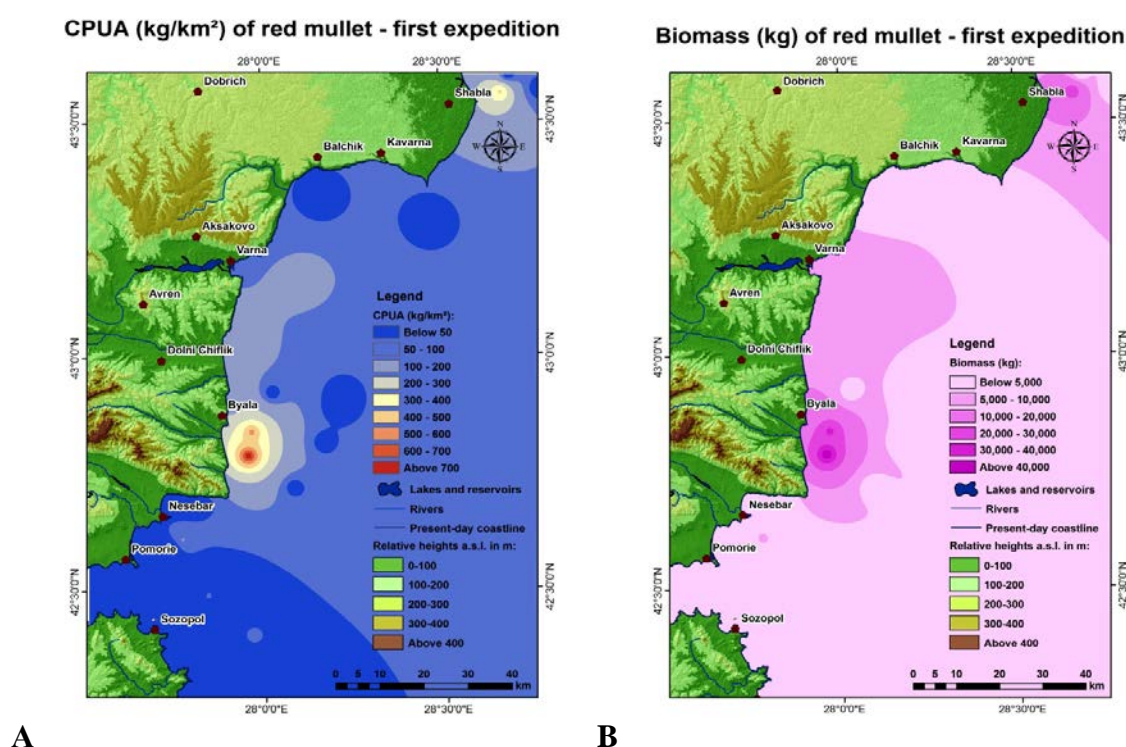 CPUA (kg/km²) of red mullet - first expedition
28°0'0"E
28°30'0"E
Dobrich
Shabla
43°30'0"N
43°30'0"N
N
W
E
S
Kavarna
Balchik
Aksakovo
Varna
Avren
Legend
CPUA (kg/km²):
Below 50
50 - 100
100 - 200
200 - 300
300 - 400
400 - 500
500 - 600
600 - 700
Above 700
Lakes and reservoirs
Rivers
Present-day coastline
Relative heights a.s.l. in m:
0-100
100-200
200-300
300-400
Above 400
43°0'0"N
43°0'0"N
Dolni Chiflik
Byala
Nesebar
Pomorie
42°30'0"N
42°30'0"N
Sozopol
0 5 10 20 30 40
km
28°0'0"E
28°30'0"E
A
Biomass (kg) of red mullet - first expedition
28°0'0"E
28°30'0"E
Dobrich
Shabla
43°30'0"N
43°30'0"N
N
W
E
S
Kavarna
Balchik
Aksakovo
Varna
Avren
Legend
Biomass (kg):
Below 5,000
5,000 - 10,000
10,000 - 20,000
20,000 - 30,000
30,000 - 40,000
Above 40,000
Lakes and reservoirs
Rivers
Present-day coastline
Relative heights a.s.l. in m:
0-100
100-200
200-300
300-400
Above 400
43°0'0"N
43°0'0"N
Dolni Chiflik
Byala
Nesebar
Pomorie
42°30'0"N
42°30'0"N
Sozopol
0 5 10 20 30 40
km
28°0'0"E
28°30'0"E
B